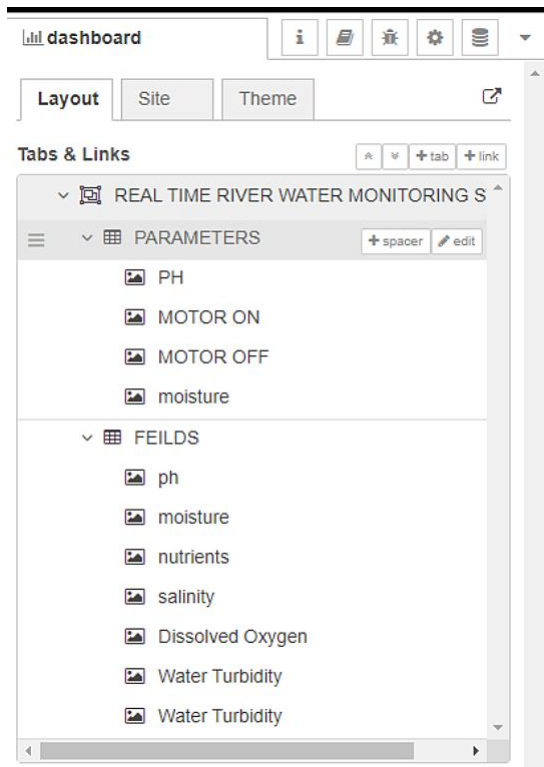 dashboard
i
Layout Site Theme
Tabs & Links
+ tab + link
REAL TIME RIVER WATER MONITORING S
PARAMETERS
+ spacer edit
PH
MOTOR ON
MOTOR OFF
moisture
FEILDS
ph
moisture
nutrients
salinity
Dissolved Oxygen
Water Turbidity
Water Turbidity